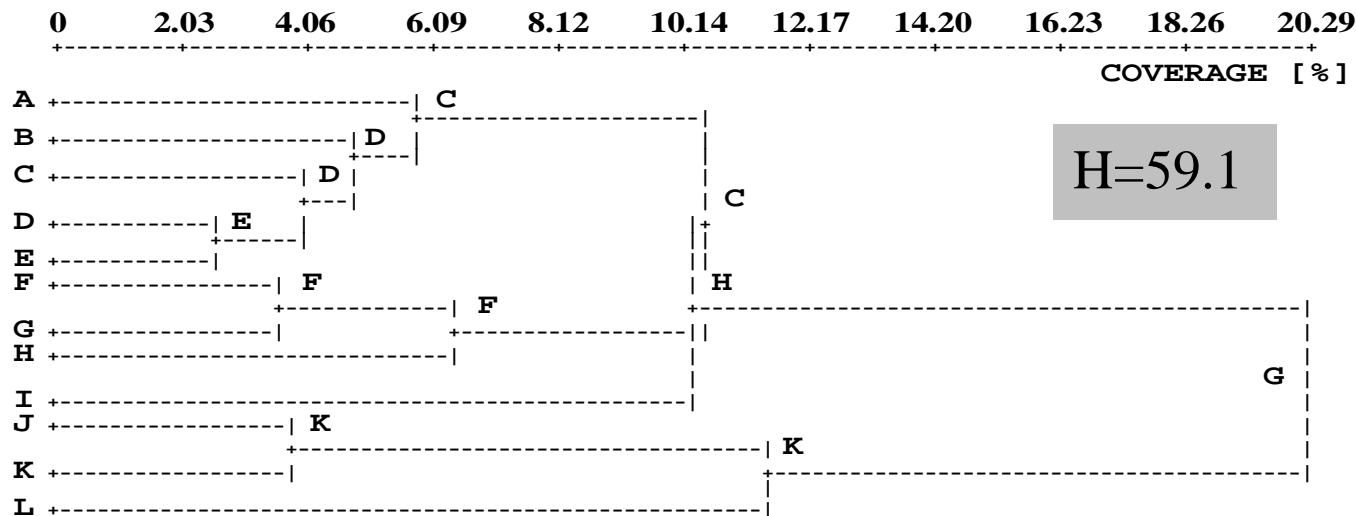 0 2.03 4.06 6.09 8.12 10.14 12.17 14.20 16.23 18.26 20.29
COVERAGE [%]
A C
B D
H=59.1
C D
C
D E
E
F F H
F
G
H
G
I
J K
K
K
L